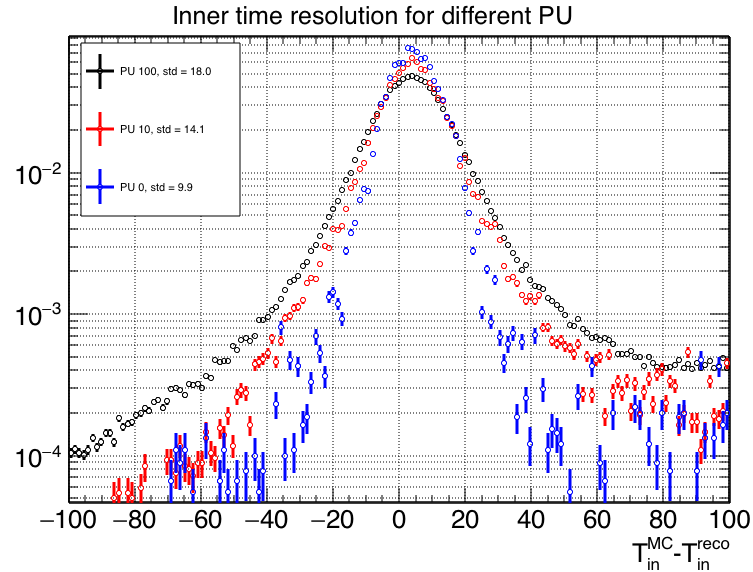 Inner time resolution for different PU
PU 100, std = 18.0
PU 10, std = 14.1
PU 0, std = 9.9
10⁻²
10⁻³
10⁻⁴
−100 −80 −60 −40 −20 0 20 40 60 80 100
T_in^MC-T_in^reco